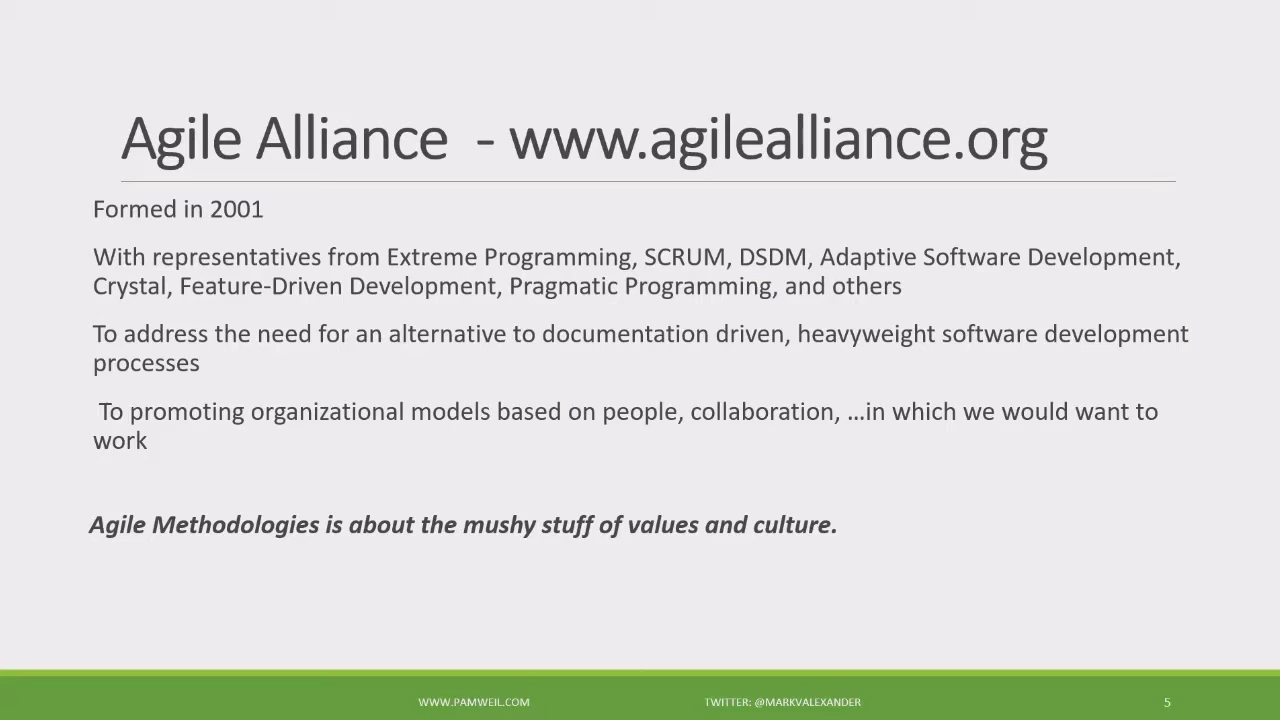 Agile Alliance - www.agilealliance.org
Formed in 2001
With representatives from Extreme Programming, SCRUM, DSDM, Adaptive Software Development,
Crystal, Feature-Driven Development, Pragmatic Programming, and others
To address the need for an alternative to documentation driven, heavyweight software development
processes
To promoting organizational models based on people, collaboration, …in which we would want to
work
Agile Methodologies is about the mushy stuff of values and culture.
WWW.PAMWEIL.COM
TWITTER: @MARKVALEXANDER
5